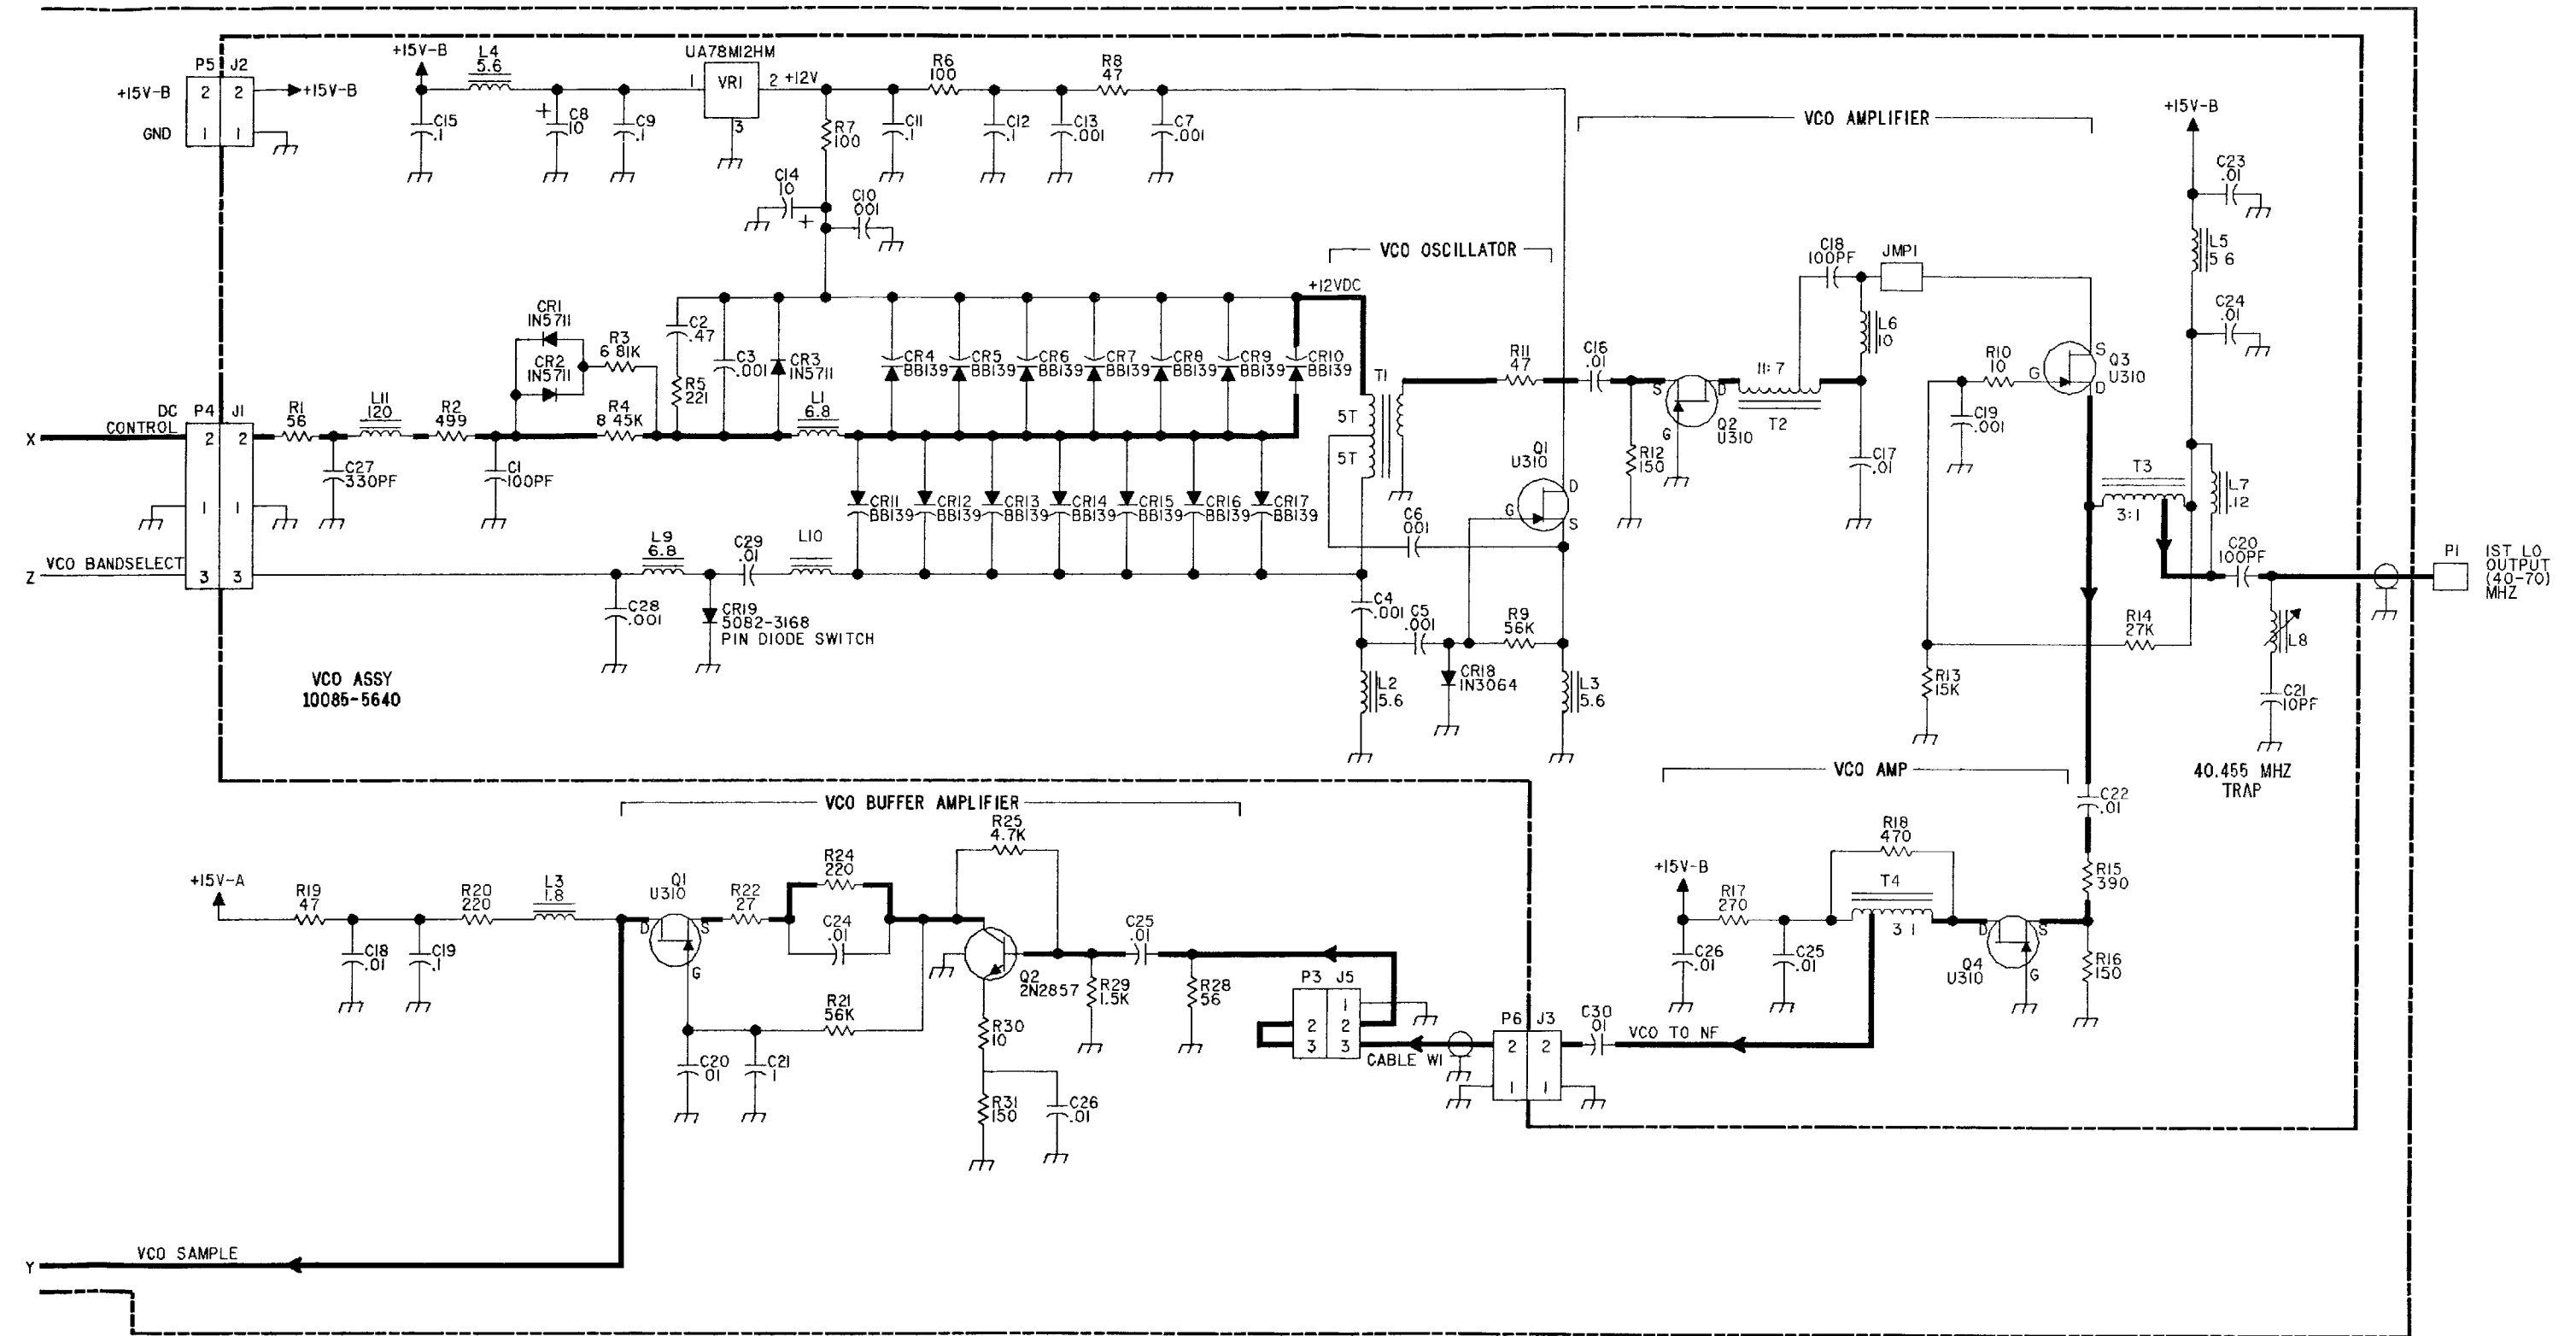 P5 J2
+15V-B 2 2 +15V-B
GND 1 1
+15V-B
L4
5.6
C15
.1
C8
10
+
C9
.1
UA78M12HM
1 VR1 2 +12V
3
R7
100
C14
10
+
C10
001
C11
.1
R6
100
C12
.1
C13
.001
R8
47
C7
.001
VCO AMPLIFIER
+15V-B
C23
.01
L5
5 6
C24
.01
VCO OSCILLATOR
+12VDC
C18
100PF
JMP1
L6
10
CR1
IN5711
CR2
IN5711
R3
6 81K
R4
8 45K
C2
.47
R5
221
C3
.001
CR3
IN5711
L1
6.8
CR4
BB139
CR5
BB139
CR6
BB139
CR7
BB139
CR8
BB139
CR9
BB139
CR10
BB139
T1
5T
5T
R11
47
C16
.01
S
D
G
Q2
U310
R12
150
11:7
T2
C17
.01
R10
10
C19
.001
G
S
D
Q3
U310
X
DC
CONTROL
P4 J1
2 2
1 1
3 3
R1
56
L11
120
R2
499
C27
330PF
C1
100PF
CR11
BB139
CR12
BB139
CR13
BB139
CR14
BB139
CR15
BB139
CR16
BB139
CR17
BB139
Q1
U310
D
G
S
C6
001
T3
3:1
L7
.12
C20
100PF
P1
1ST LO
OUTPUT
(40-70)
MHZ
Z
VCO BANDSELECT
L9
6.8
C29
.01
L10
C28
.001
CR19
5082-3168
PIN DIODE SWITCH
C4
.001
C5
.001
R9
56K
L2
5.6
CR18
IN3064
L3
5.6
R14
27K
R13
15K
L8
C21
10PF
40.455 MHZ
TRAP
VCO ASSY
10085-5640
VCO BUFFER AMPLIFIER
VCO AMP
C22
.01
R15
390
R16
150
R18
470
T4
3 1
+15V-B
R17
270
C26
.01
C25
.01
D
S
G
Q4
U310
+15V-A
R19
47
C18
.01
C19
.1
R20
220
L3
1.8
Q1
U310
D
S
G
R22
27
R24
220
C24
.01
R25
4.7K
Q2
2N2857
R21
56K
C20
01
C21
1
R30
10
R31
150
C26
.01
R29
1.5K
C25
.01
R28
56
P3 J5
1
2 2
3 3
CABLE W1
P6 J3
2 2
1 1
C30
01
VCO TO NF
Y
VCO SAMPLE